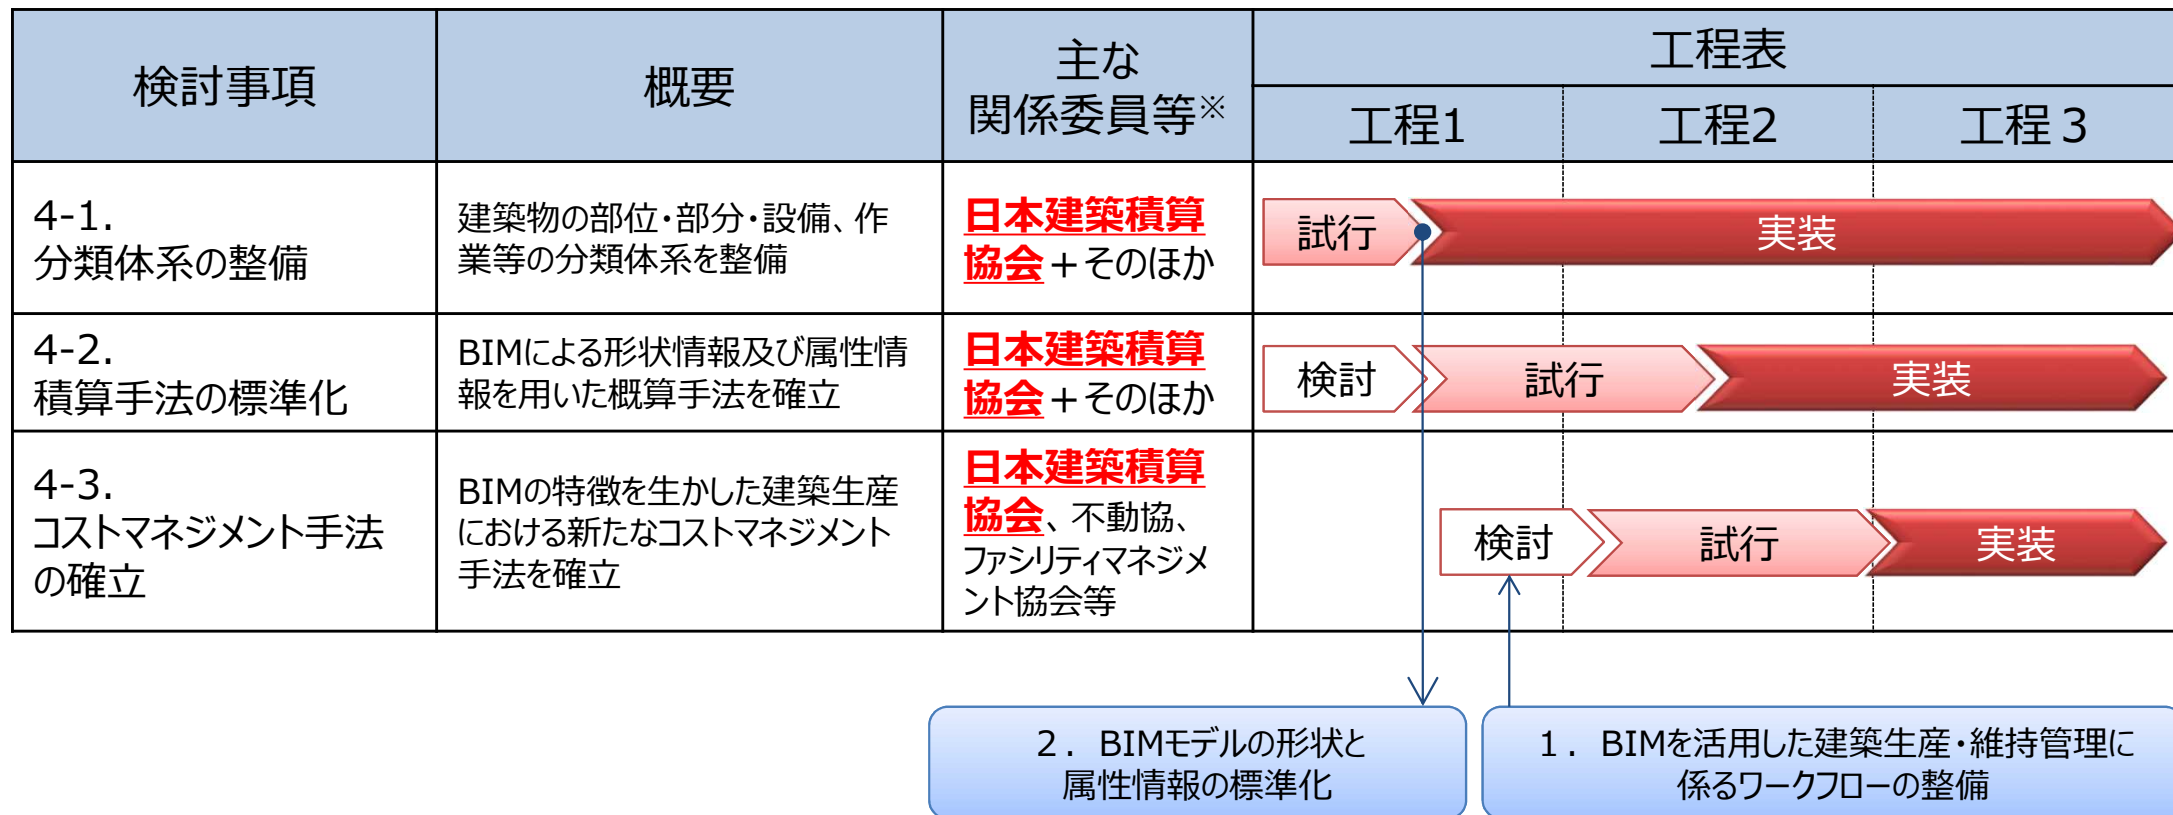 検討事項
概要
主な
関係委員等※
工程表
工程1
工程2
工程３
4-1.
分類体系の整備
建築物の部位・部分・設備、作
業等の分類体系を整備
日本建築積算
協会＋そのほか
試行
実装
4-2.
積算手法の標準化
BIMによる形状情報及び属性情
報を用いた概算手法を確立
日本建築積算
協会＋そのほか
検討
試行
実装
4-3.
コストマネジメント手法
の確立
BIMの特徴を生かした建築生産
における新たなコストマネジメント
手法を確立
日本建築積算
協会、不動協、
ファシリティマネジメ
ント協会等
検討
試行
実装
２．BIMモデルの形状と
属性情報の標準化
１．BIMを活用した建築生産・維持管理に
係るワークフローの整備